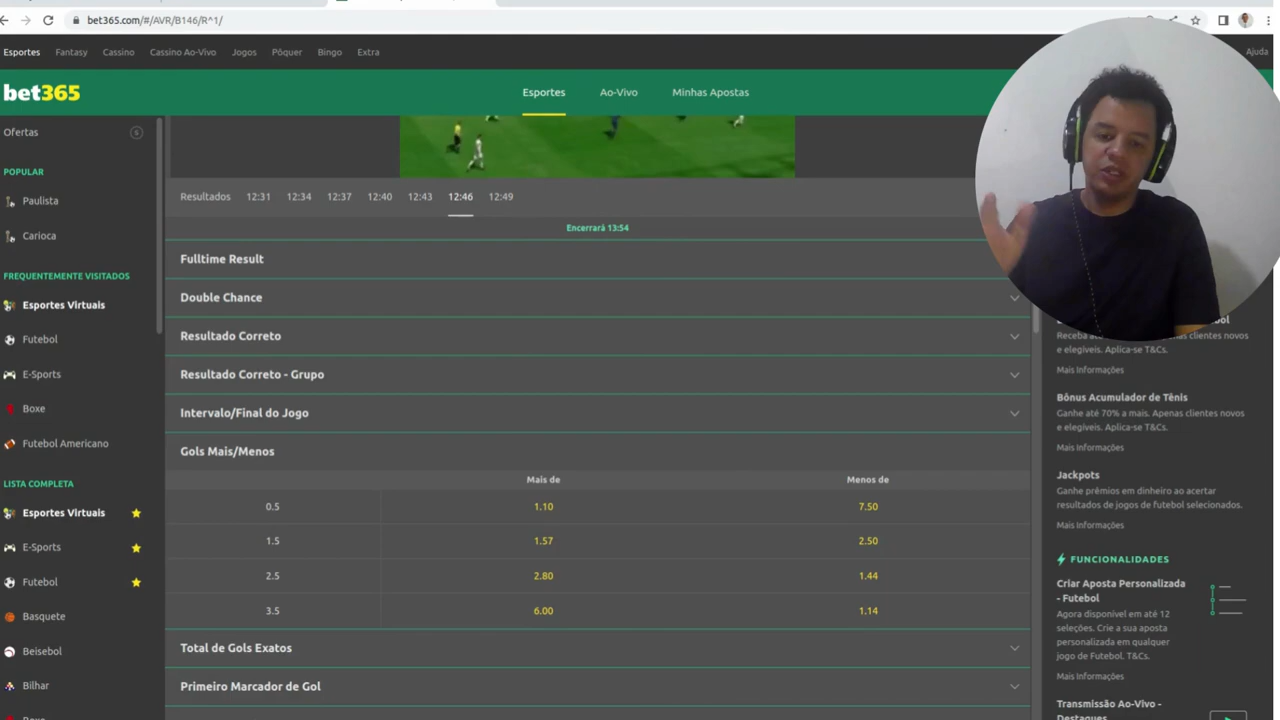 bet365.com/#/AVR/B146/R^1/
Esportes Fantasy Cassino Cassino Ao-Vivo Jogos Pôquer Bingo Extra Ajuda
bet365
Esportes Ao-Vivo Minhas Apostas
Ofertas
POPULAR
Paulista
Carioca
FREQUENTEMENTE VISITADOS
Esportes Virtuais
Futebol
E-Sports
Boxe
Futebol Americano
LISTA COMPLETA
Esportes Virtuais
E-Sports
Futebol
Basquete
Beisebol
Bilhar
Resultados 12:31 12:34 12:37 12:40 12:43 12:46 12:49
Encerrará 13:54
Fulltime Result
Double Chance
Resultado Correto
Resultado Correto - Grupo
Intervalo/Final do Jogo
Gols Mais/Menos
Mais de Menos de
0.5 1.10 7.50
1.5 1.57 2.50
2.5 2.80 1.44
3.5 6.00 1.14
Total de Gols Exatos
Primeiro Marcador de Gol
e elegíveis. Aplica-se T&Cs.
Mais Informações
Bônus Acumulador de Tênis
Ganhe até 70% a mais. Apenas clientes novos
e elegíveis. Aplica-se T&Cs.
Mais Informações
Jackpots
Ganhe prêmios em dinheiro ao acertar
resultados de jogos de futebol selecionados.
Mais Informações
FUNCIONALIDADES
Criar Aposta Personalizada
- Futebol
Agora disponível em até 12
seleções. Crie a sua aposta
personalizada em qualquer
jogo de Futebol. T&Cs.
Mais Informações
Transmissão Ao-Vivo -